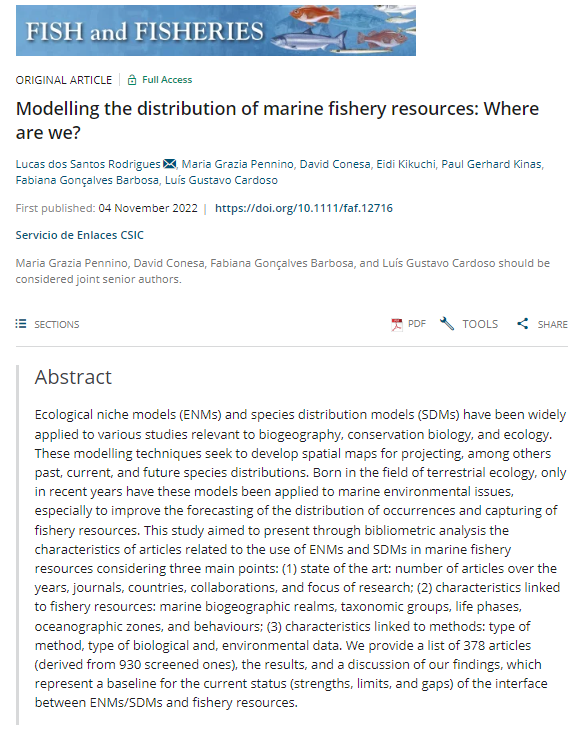 FISH and FISHERIES
ORIGINAL ARTICLE | Full Access
Modelling the distribution of marine fishery resources: Where
are we?
Lucas dos Santos Rodrigues, Maria Grazia Pennino, David Conesa, Eidi Kikuchi, Paul Gerhard Kinas,
Fabiana Gonçalves Barbosa, Luís Gustavo Cardoso
First published: 04 November 2022 | https://doi.org/10.1111/faf.12716
Servicio de Enlaces CSIC
Maria Grazia Pennino, David Conesa, Fabiana Gonçalves Barbosa, and Luís Gustavo Cardoso should be
considered joint senior authors.
SECTIONS PDF TOOLS SHARE
Abstract
Ecological niche models (ENMs) and species distribution models (SDMs) have been widely
applied to various studies relevant to biogeography, conservation biology, and ecology.
These modelling techniques seek to develop spatial maps for projecting, among others
past, current, and future species distributions. Born in the field of terrestrial ecology, only
in recent years have these models been applied to marine environmental issues,
especially to improve the forecasting of the distribution of occurrences and capturing of
fishery resources. This study aimed to present through bibliometric analysis the
characteristics of articles related to the use of ENMs and SDMs in marine fishery
resources considering three main points: (1) state of the art: number of articles over the
years, journals, countries, collaborations, and focus of research; (2) characteristics linked
to fishery resources: marine biogeographic realms, taxonomic groups, life phases,
oceanographic zones, and behaviours; (3) characteristics linked to methods: type of
method, type of biological and, environmental data. We provide a list of 378 articles
(derived from 930 screened ones), the results, and a discussion of our findings, which
represent a baseline for the current status (strengths, limits, and gaps) of the interface
between ENMs/SDMs and fishery resources.